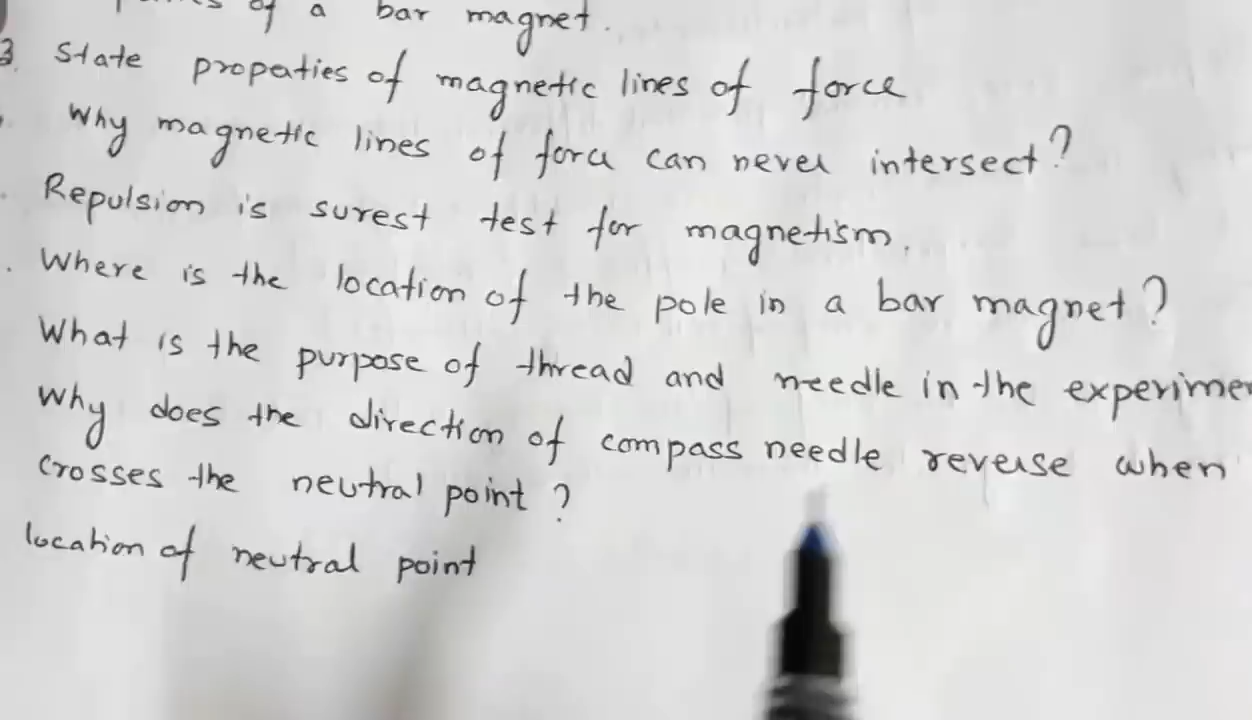 of a bar magnet.
3. State propeties of magnetic lines of force
Why magnetic lines of force can never intersect?
Repulsion is surest test for magnetism.
Where is the location of the pole in a bar magnet?
What is the purpose of thread and needle in the experime
Why does the direction of compass needle reverse when
crosses the neutral point?
location of neutral point